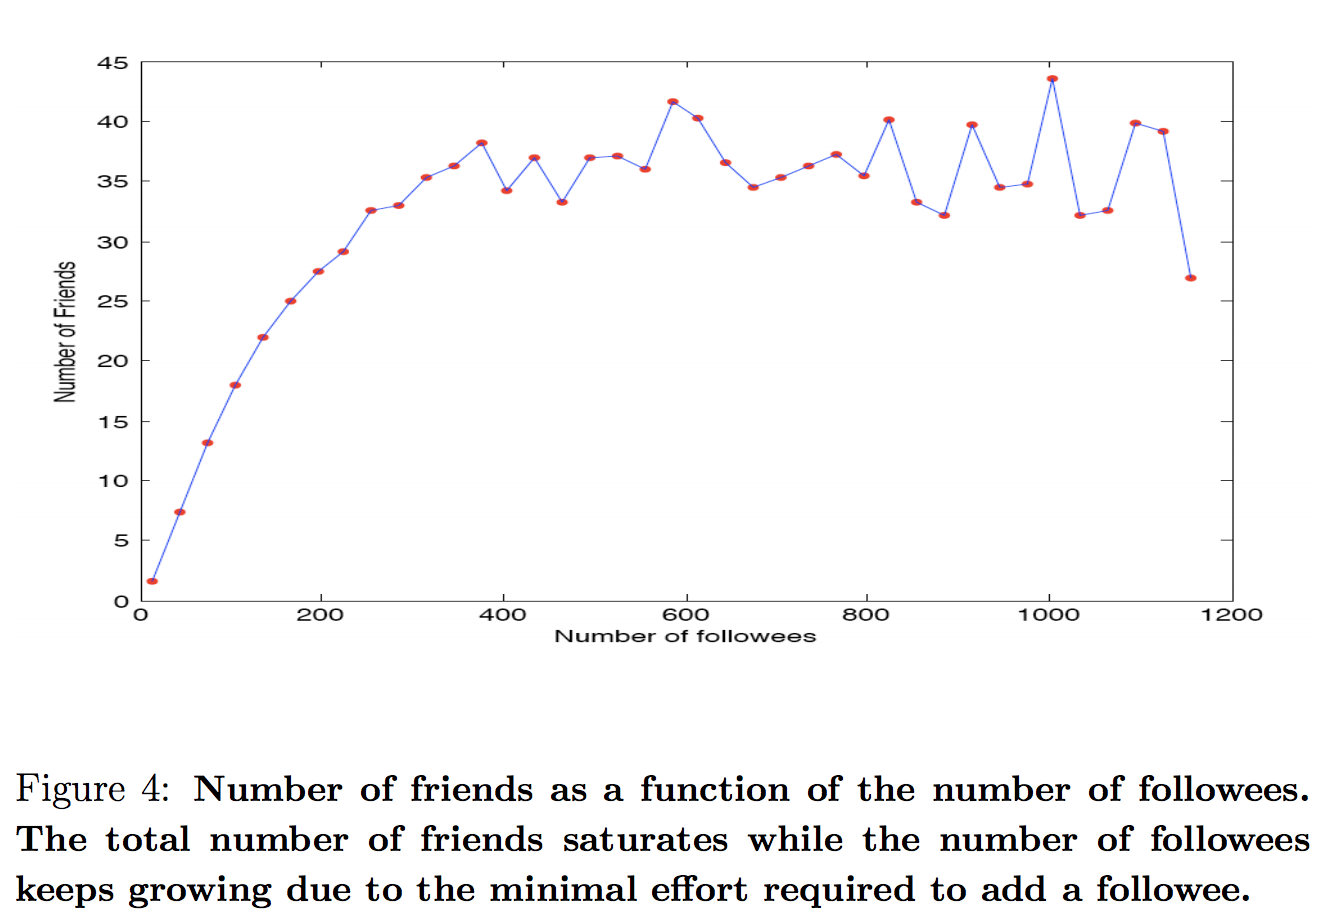 45
40
35
30
25
20
15
10
5
0
Number of Friends
0 200 400 600 800 1000 1200
Number of followees
Figure 4: Number of friends as a function of the number of followees.
The total number of friends saturates while the number of followees
keeps growing due to the minimal effort required to add a followee.